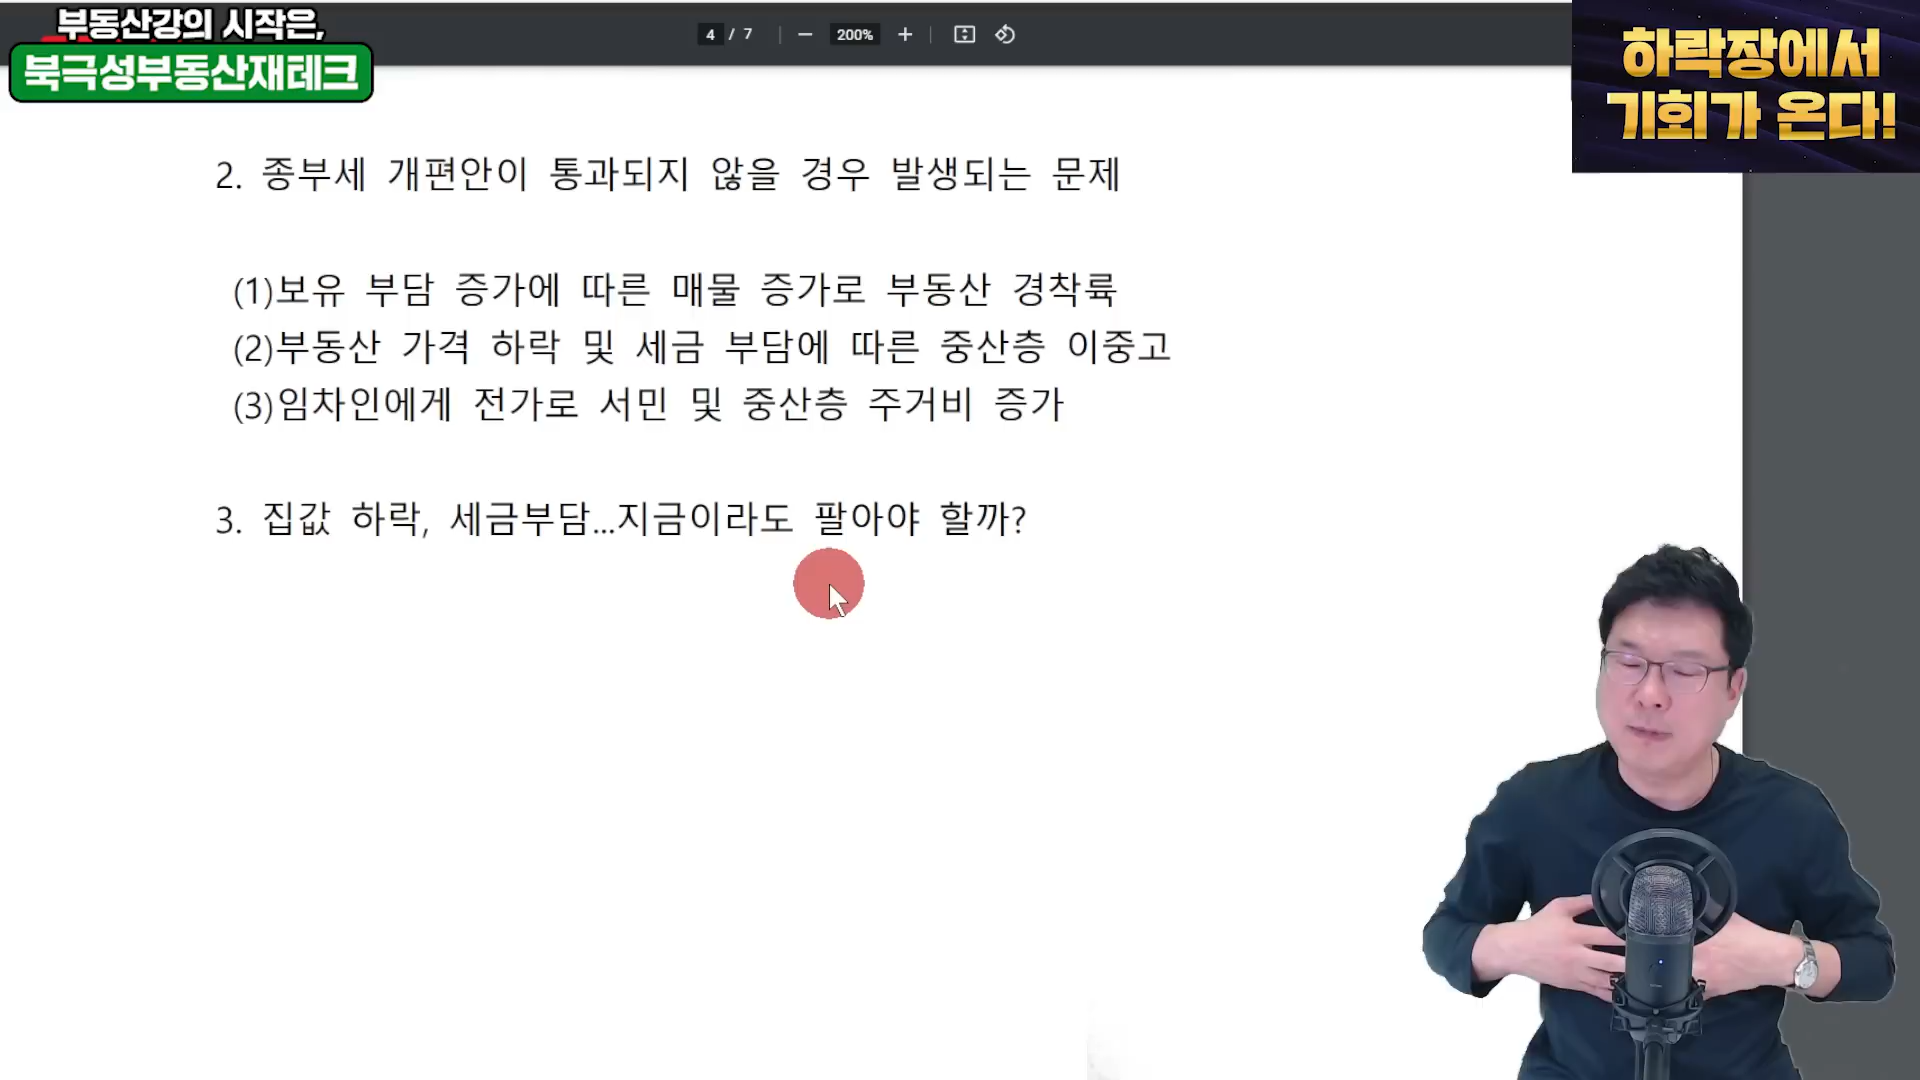 부동산강의 시작은,
북극성부동산재테크
4 / 7
200%
하락장에서
기회가 온다!
2. 종부세 개편안이 통과되지 않을 경우 발생되는 문제
(1)보유 부담 증가에 따른 매물 증가로 부동산 경착륙
(2)부동산 가격 하락 및 세금 부담에 따른 중산층 이중고
(3)임차인에게 전가로 서민 및 중산층 주거비 증가
3. 집값 하락, 세금부담...지금이라도 팔아야 할까?